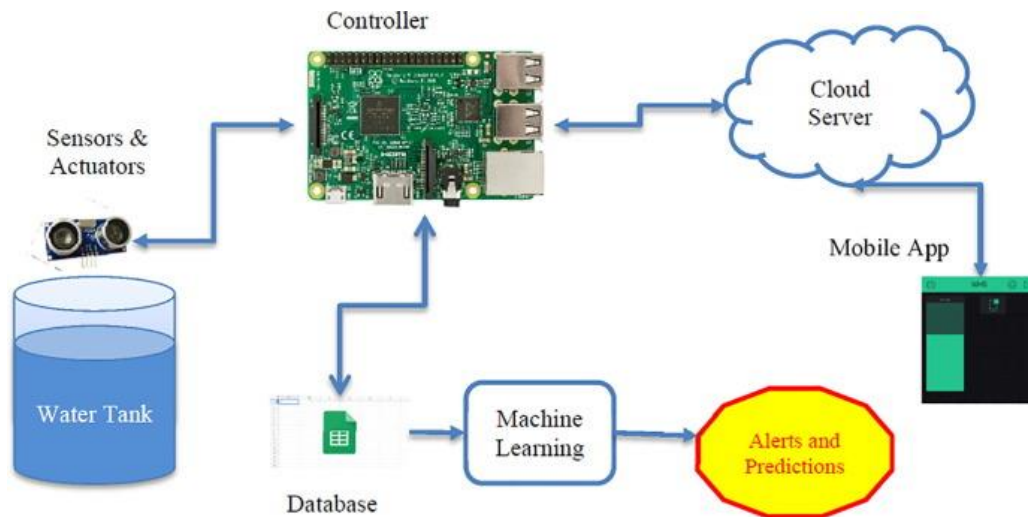 Controller
Cloud
Server
Sensors &
Actuators
Mobile App
Water Tank
Machine
Learning
Alerts and
Predictions
Database